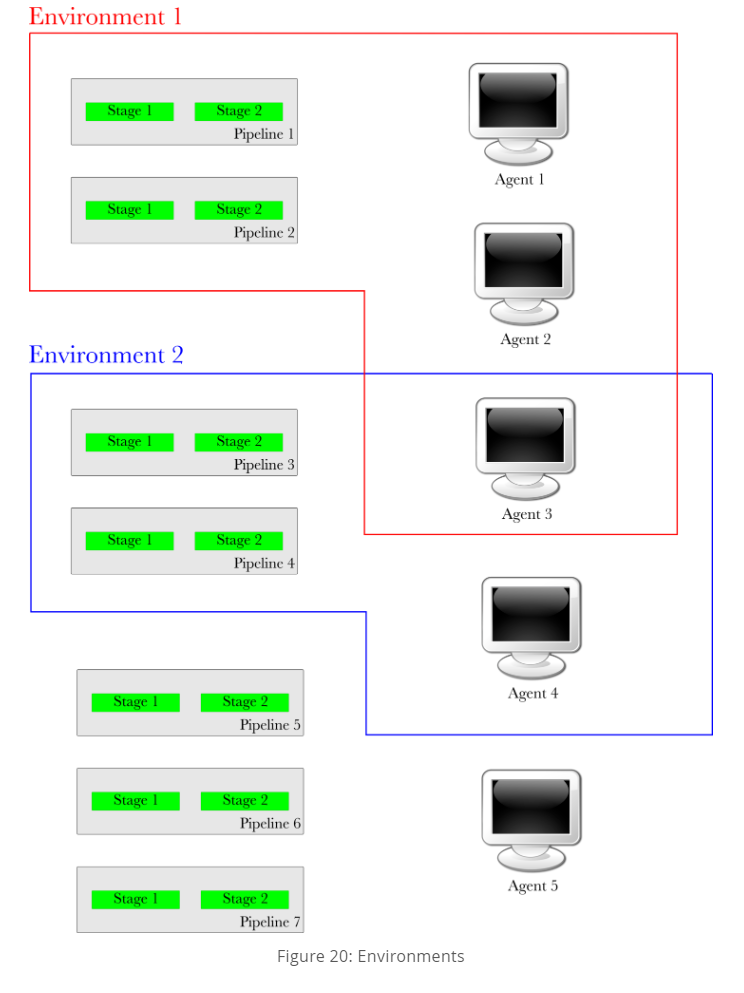 Environment 1
Stage 1 Stage 2
Pipeline 1
Agent 1
Stage 1 Stage 2
Pipeline 2
Agent 2
Environment 2
Stage 1 Stage 2
Pipeline 3
Agent 3
Stage 1 Stage 2
Pipeline 4
Agent 4
Stage 1 Stage 2
Pipeline 5
Stage 1 Stage 2
Pipeline 6
Agent 5
Stage 1 Stage 2
Pipeline 7
Figure 20: Environments